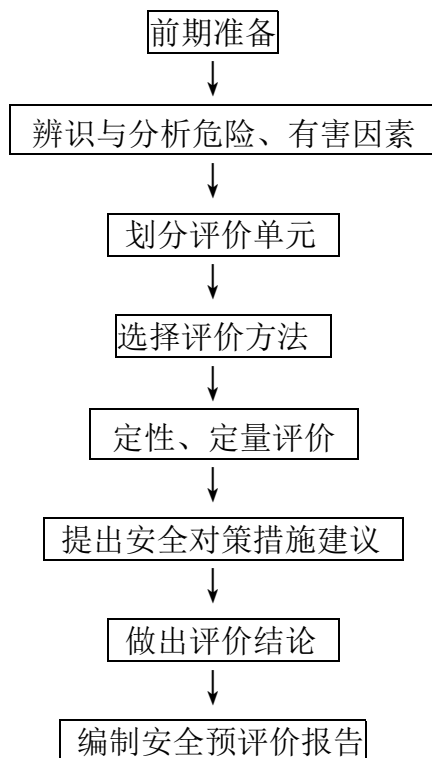 前期准备
辨识与分析危险、有害因素
划分评价单元
选择评价方法
定性、定量评价
提出安全对策措施建议
做出评价结论
编制安全预评价报告